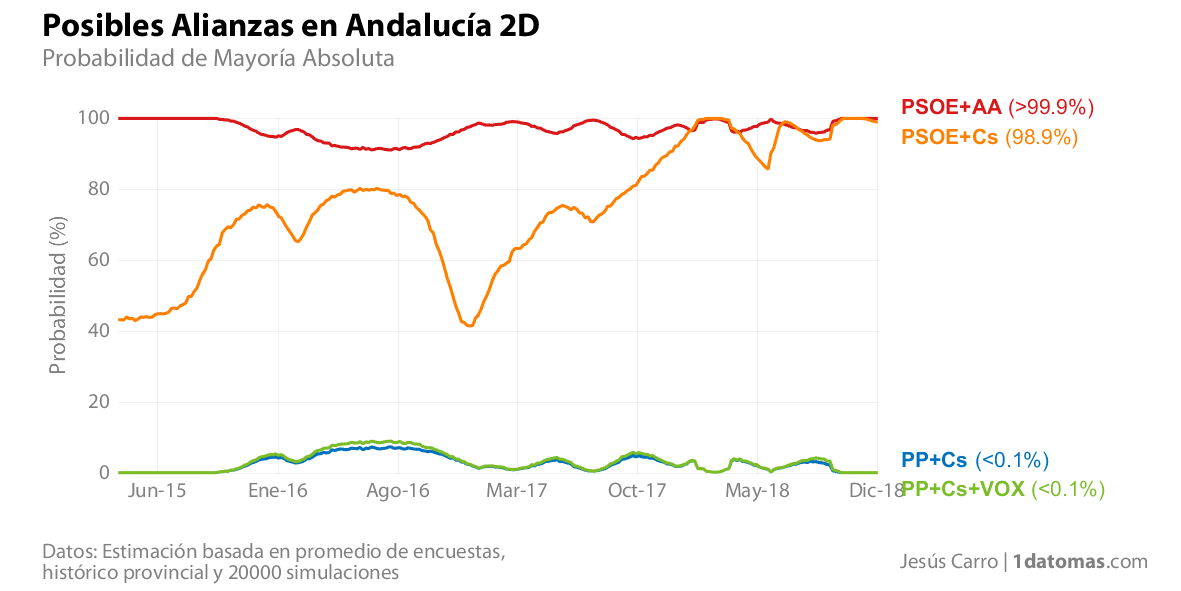 Posibles Alianzas en Andalucía 2D
Probabilidad de Mayoría Absoluta
Probabilidad (%)
100
80
60
40
20
0
Jun-15
Ene-16
Ago-16
Mar-17
Oct-17
May-18
Dic-18
PSOE+AA (>99.9%)
PSOE+Cs (98.9%)
PP+Cs (<0.1%)
PP+Cs+VOX (<0.1%)
Datos: Estimación basada en promedio de encuestas,
histórico provincial y 20000 simulaciones
Jesús Carro | 1datomas.com